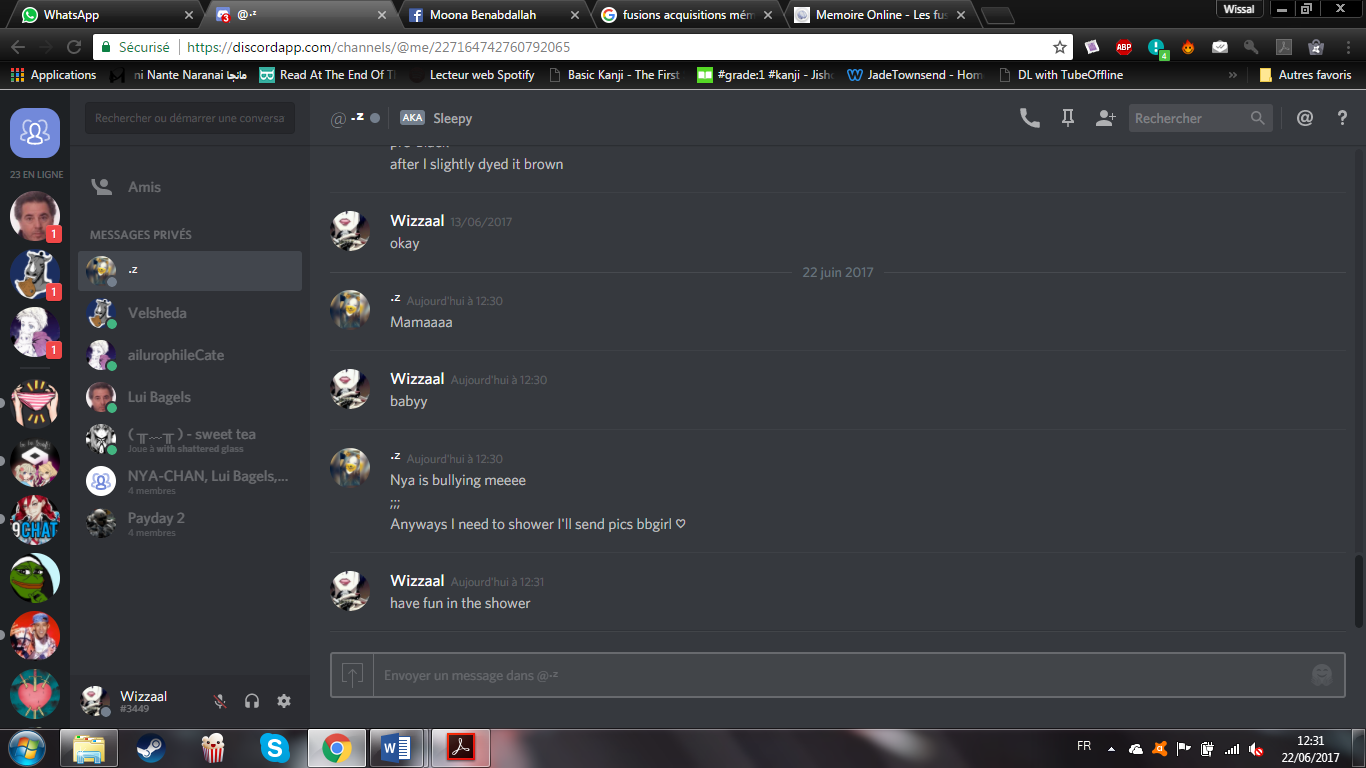 WhatsApp
3
@-z
Moona Benabdallah
fusions acquisitions mém
Memoire Online - Les fus
Wissal
Sécurisé
https://discordapp.com/channels/@me/227164742760792065
ABP
4
Applications
ni Nante Naranai مانجا
Read At The End Of T
Lecteur web Spotify
Basic Kanji - The First
#grade:1 #kanji - Jisho
JadeTownsend - Hom
DL with TubeOffline
»
Autres favoris
Rechercher ou démarrer une conversa
@ -z
AKA
Sleepy
Rechercher
@
?
23 EN LIGNE
1
1
1
9GHAT
Amis
MESSAGES PRIVÉS
-z
Velsheda
ailurophileCate
Lui Bagels
( ╥﹏╥ ) - sweet tea
Joue à with shattered glass
NYA-CHAN, Lui Bagels,...
4 membres
Payday 2
4 membres
after I slightly dyed it brown
Wizzaal 13/06/2017
okay
22 juin 2017
-z Aujourd'hui à 12:30
Mamaaaa
Wizzaal Aujourd'hui à 12:30
babyy
-z Aujourd'hui à 12:30
Nya is bullying meeee
;;;
Anyways I need to shower I'll send pics bbgirl ♡
Wizzaal Aujourd'hui à 12:31
have fun in the shower
Envoyer un message dans @-z
Wizzaal
#3449
FR
12:31
22/06/2017